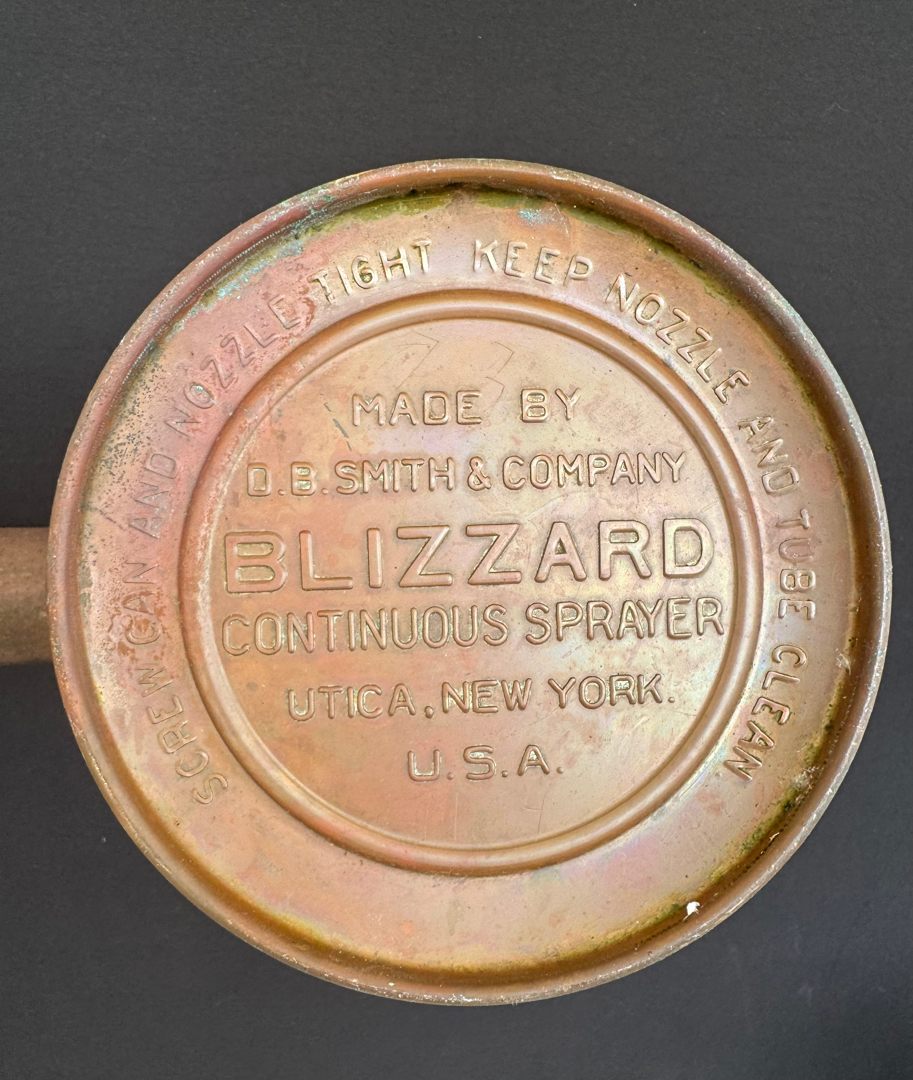 SCREW CAN AND NOZZLE TIGHT KEEP NOZZLE AND TUBE CLEAN
MADE BY
D.B. SMITH & COMPANY
BLIZZARD
CONTINUOUS SPRAYER
UTICA, NEW YORK.
U.S.A.